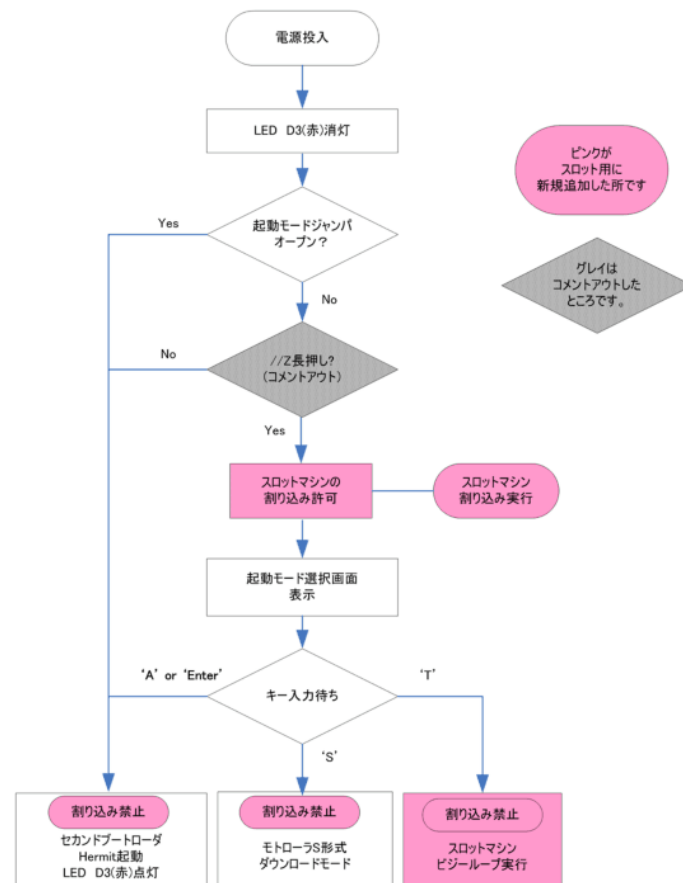 電源投入
LED D3(赤)消灯
ピンクが
スロット用に
新規追加した所です
起動モードジャンパ
オープン?
Yes
No
グレイは
コメントアウトした
ところです。
//Z長押し?
(コメントアウト)
No
Yes
スロットマシンの
割り込み許可
スロットマシン
割り込み実行
起動モード選択画面
表示
'A' or 'Enter'
キー入力待ち
'T'
'S'
割り込み禁止
セカンドブートローダ
Hermit起動
LED D3(赤)点灯
割り込み禁止
モトローラS形式
ダウンロードモード
割り込み禁止
スロットマシン
ビジーループ実行